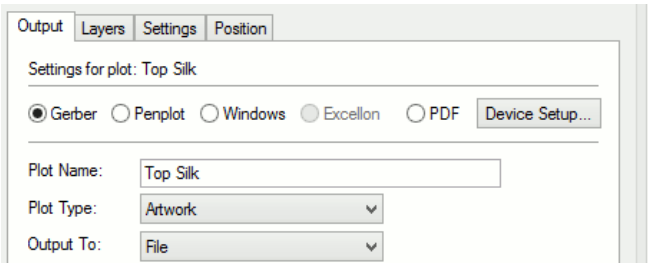 Output Layers Settings Position
Settings for plot: Top Silk
Gerber Penplot Windows Excellon PDF Device Setup...
Plot Name: Top Silk
Plot Type: Artwork
Output To: File